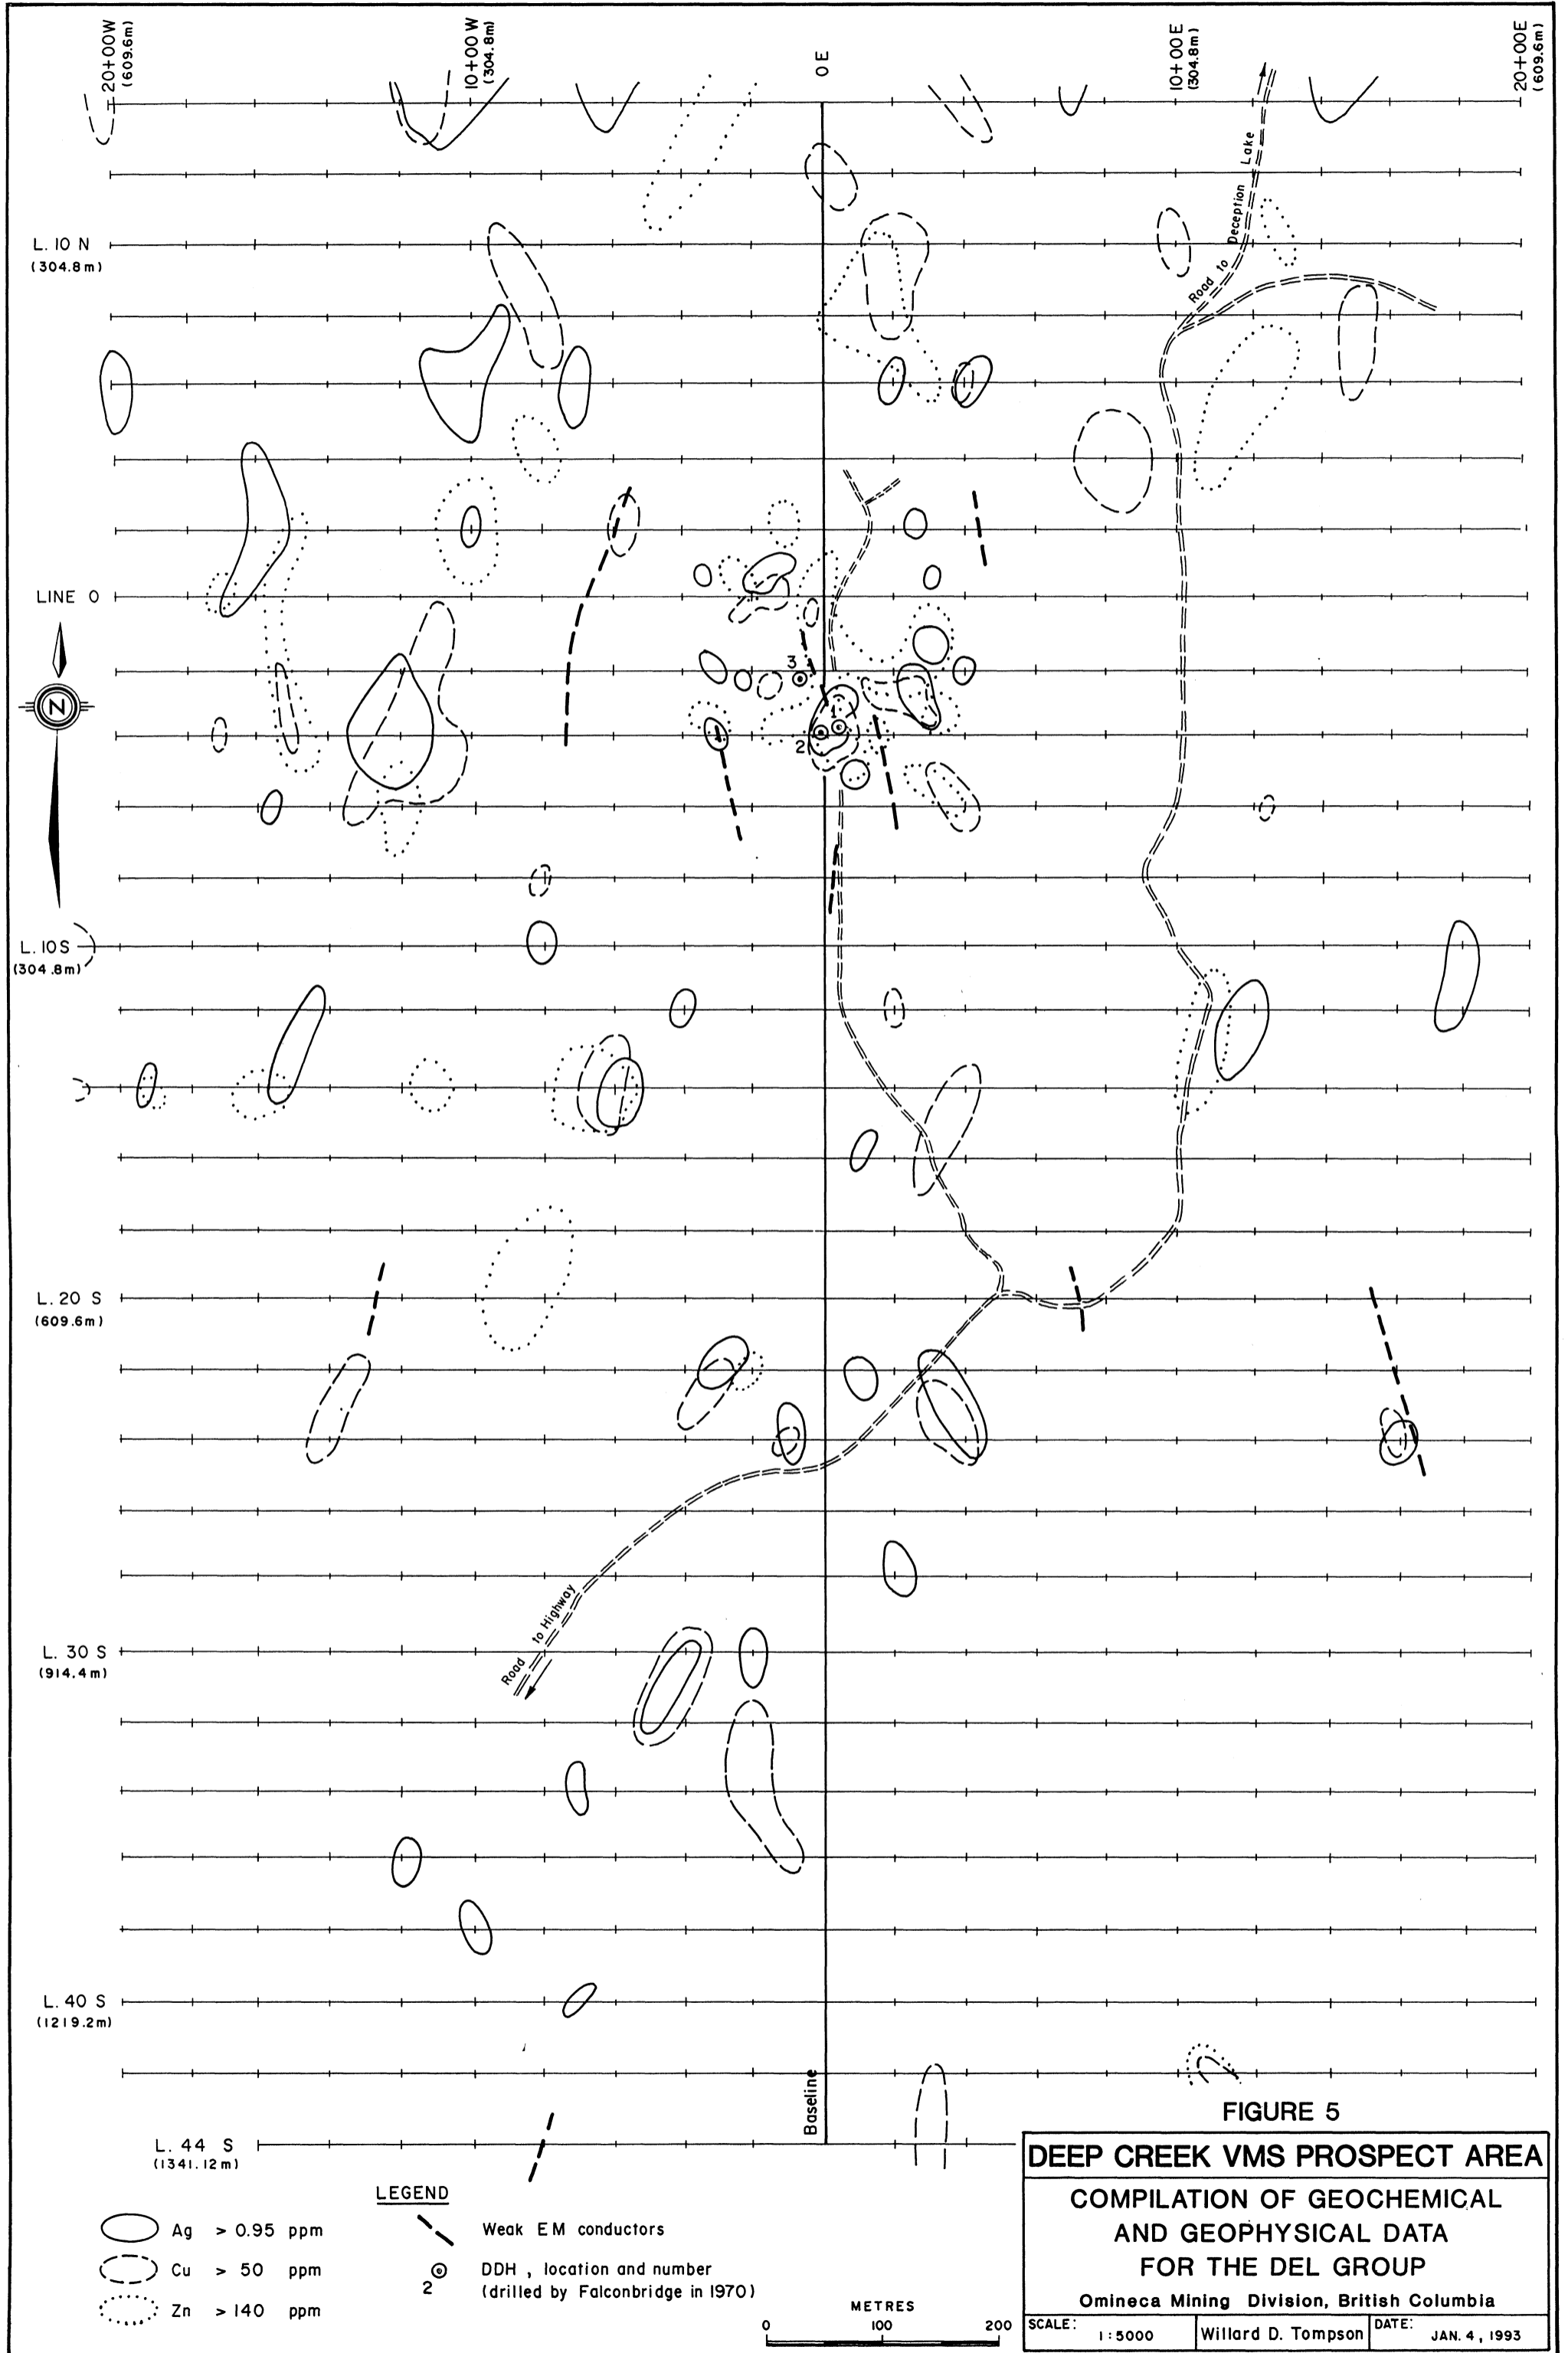 20+00W
(609.6m)
10+00W
(304.8m)
0E
10+00E
(304.8m)
20+00E
(609.6m)
Road to Deception Lake
L. 10 N
(304.8m)
LINE 0
N
3
1
2
L. 10S
(304.8m)
L. 20 S
(609.6m)
Road to Highway
L. 30 S
(914.4m)
L. 40 S
(1219.2m)
Baseline
L. 44 S
(1341.12m)
LEGEND
Ag > 0.95 ppm
Cu > 50 ppm
Zn > 140 ppm
Weak EM conductors
2
DDH , location and number
(drilled by Falconbridge in 1970)
METRES
0 100 200
FIGURE 5
DEEP CREEK VMS PROSPECT AREA
COMPILATION OF GEOCHEMICAL
AND GEOPHYSICAL DATA
FOR THE DEL GROUP
Omineca Mining Division, British Columbia
SCALE: 1:5000
Willard D. Tompson
DATE: JAN. 4, 1993